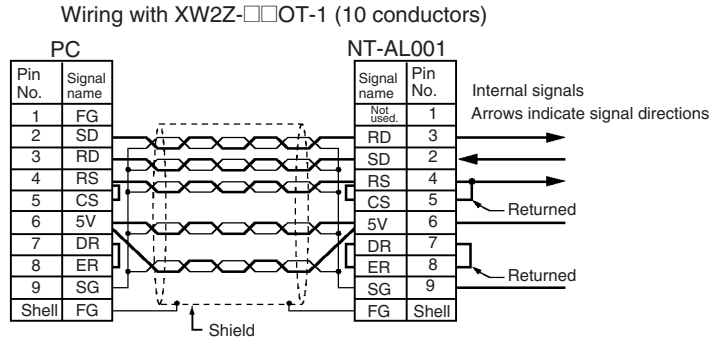 Wiring with XW2Z-□□OT-1 (10 conductors)
PC NT-AL001
Pin No. Signal name Signal name Pin No. Internal signals
1 FG Not used. 1 Arrows indicate signal directions
2 SD RD 3
3 RD SD 2
4 RS RS 4
5 CS CS 5 Returned
6 5V 5V 6
7 DR DR 7
8 ER ER 8 Returned
9 SG SG 9
Shell FG FG Shell
Shield